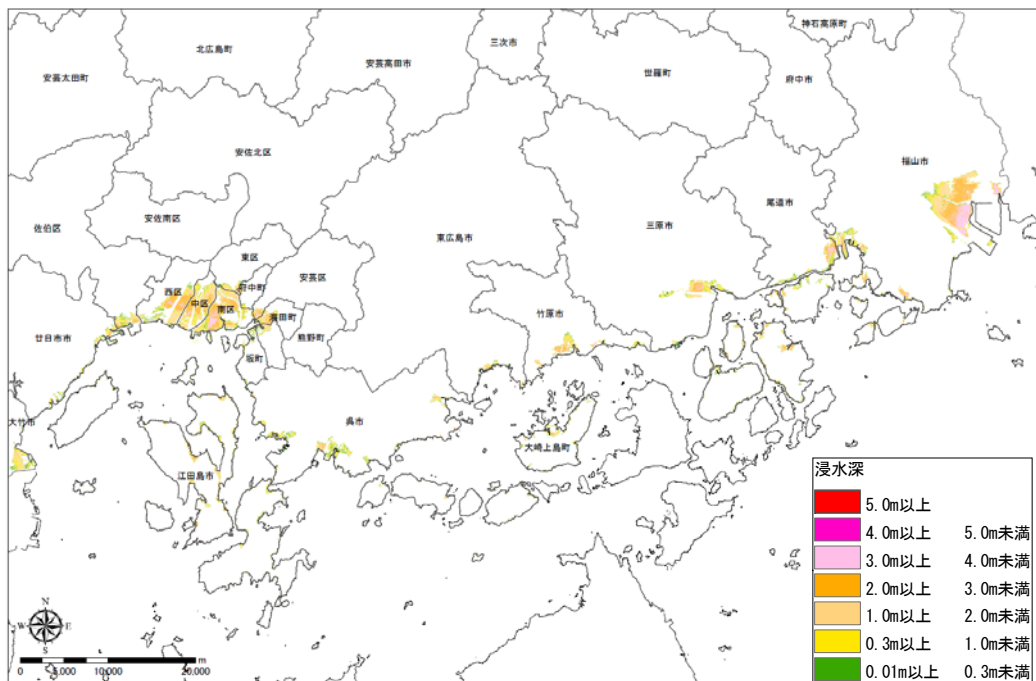 神石高原町
北広島町
三次市
安芸高田市
安芸太田町
世羅町
府中市
安佐北区
福山市
安佐南区
尾道市
佐伯区
三原市
東広島市
東区
安芸区
府中町
西区
中区
南区
海田町
竹原市
熊野町
廿日市市
坂町
呉市
大竹市
大崎上島町
江田島市
浸水深
5.0m以上
4.0m以上 5.0m未満
3.0m以上 4.0m未満
2.0m以上 3.0m未満
1.0m以上 2.0m未満
0.3m以上 1.0m未満
0.01m以上 0.3m未満
N
W E
S
0 5,000 10,000 20,000 m